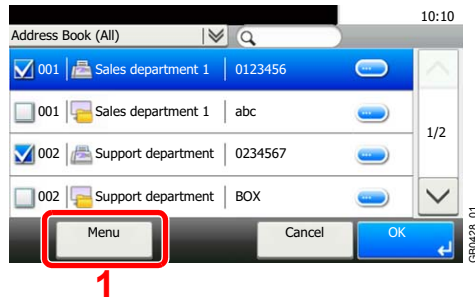 10:10
Address Book (All)
001 Sales department 1 0123456
001 Sales department 1 abc
1/2
002 Support department 0234567
002 Support department BOX
Menu Cancel OK
1
GB0428_01